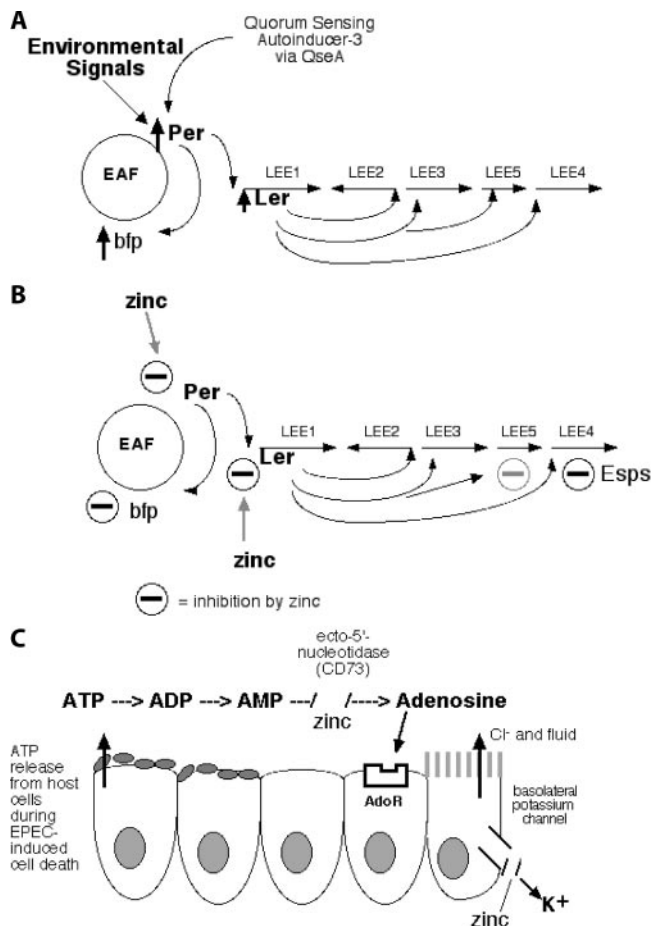 A
Quorum Sensing
Autoinducer-3
via QseA
Environmental
Signals
Per
EAF
bfp
LEE1 LEE2 LEE3 LEE5 LEE4
Ler
B
zinc
Per
EAF
bfp
LEE1 LEE2 LEE3 LEE5 LEE4
Ler
Esps
zinc
= inhibition by zinc
C
ecto-5'-
nucleotidase
(CD73)
ATP ---> ADP ---> AMP ---/ /----> Adenosine
zinc
ATP
release
from host
cells
during
EPEC-
induced
cell death
AdoR
Cl- and fluid
basolateral
potassium
channel
zinc
K+